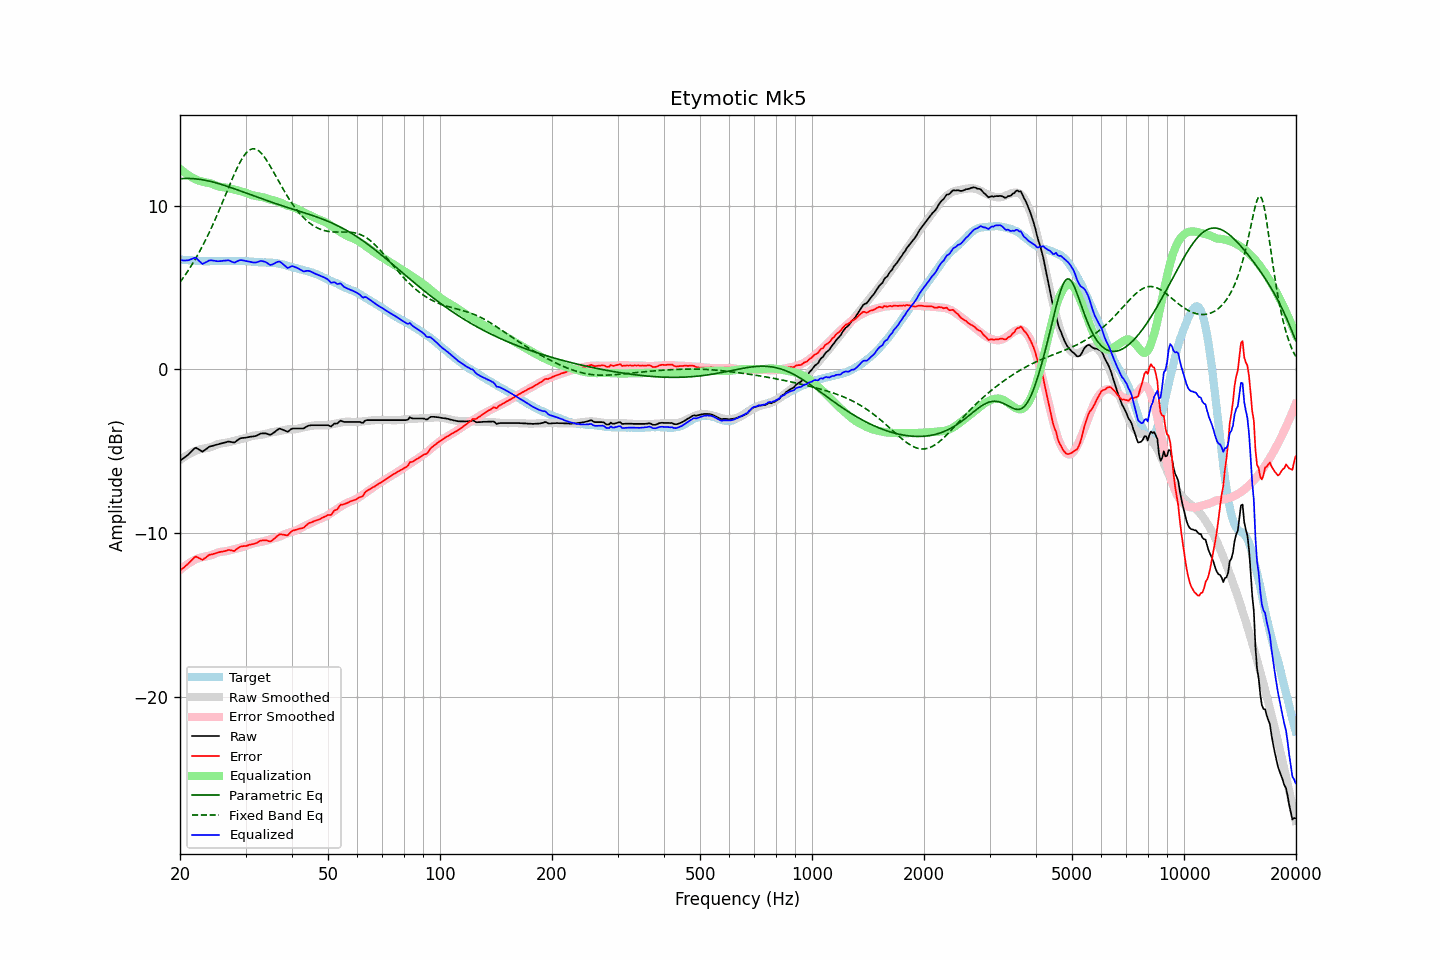 Etymotic Mk5
Amplitude (dBr)
10
0
−10
−20
Target
Raw Smoothed
Error Smoothed
Raw
Error
Equalization
Parametric Eq
Fixed Band Eq
Equalized
20 50 100 200 500 1000 2000 5000 10000 20000
Frequency (Hz)